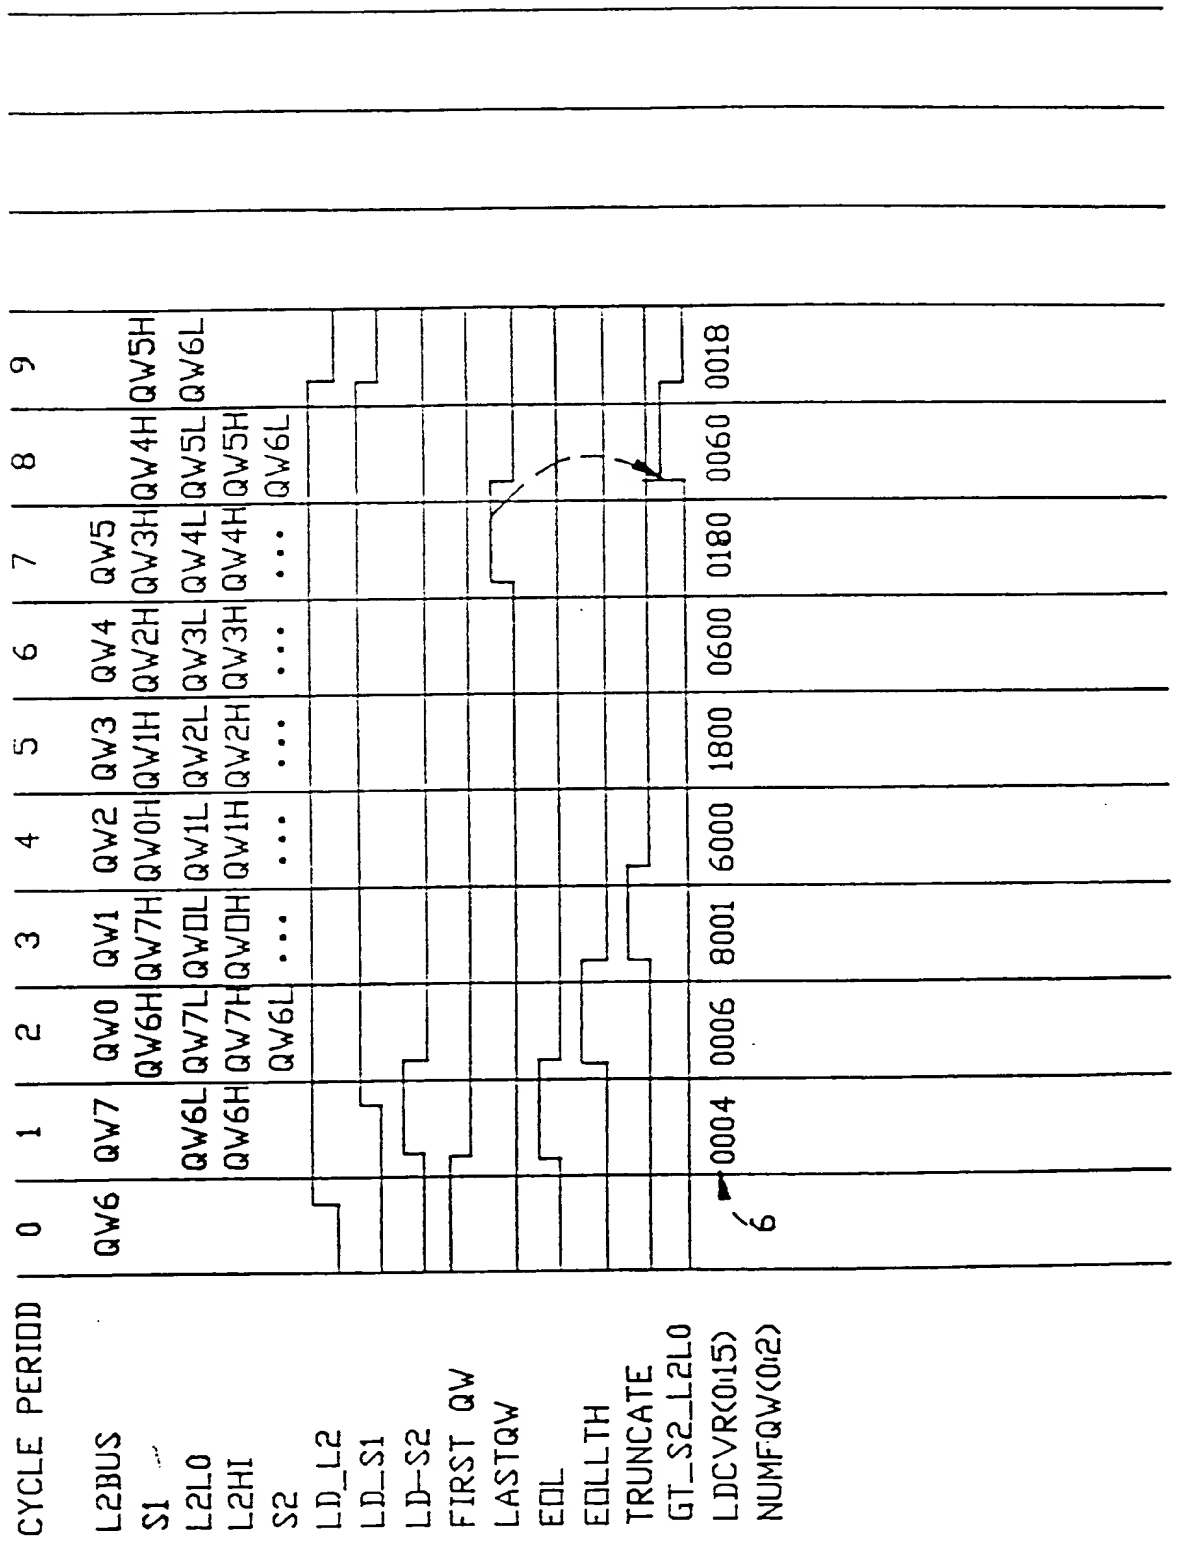 CYCLE PERIOD 0 1 2 3 4 5 6 7 8 9
L2BUS QW6 QW7 QW0 QW1 QW2 QW3 QW4 QW5
S1 QW6H QW7H QW0H QW1H QW2H QW3H QW4H QW5H
L2L0 QW6L QW7L QW0L QW1L QW2L QW3L QW4L QW5L QW6L
L2HI QW6H QW7H QW0H QW1H QW2H QW3H QW4H QW5H
S2 QW6L ... ... ... ... ... QW6L
LD_L2
LD_S1
LD-S2
FIRST QW
LASTQW
EOL
EOLLTH
TRUNCATE
GT_S2_L2L0
LDCVR(0:15) 0004 0006 8001 6000 1800 0600 0180 0060 0018
NUMFQW(0:2) 6